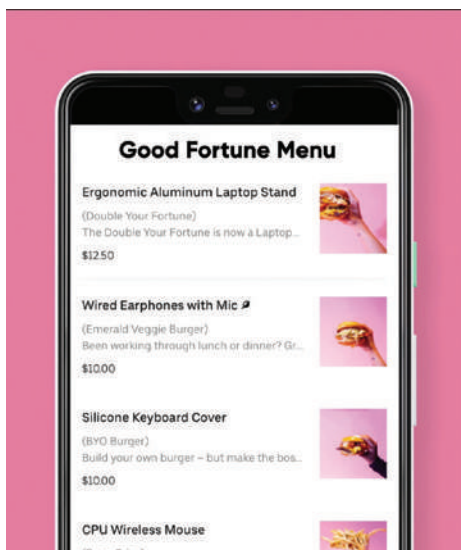 Good Fortune Menu
Ergonomic Aluminum Laptop Stand
(Double Your Fortune)
The Double Your Fortune is now a Laptop...
$12.50
Wired Earphones with Mic
(Emerald Veggie Burger)
Been working through lunch or dinner? Gr...
$10.00
Silicone Keyboard Cover
(BYO Burger)
Build your own burger – but make the bos...
$10.00
CPU Wireless Mouse